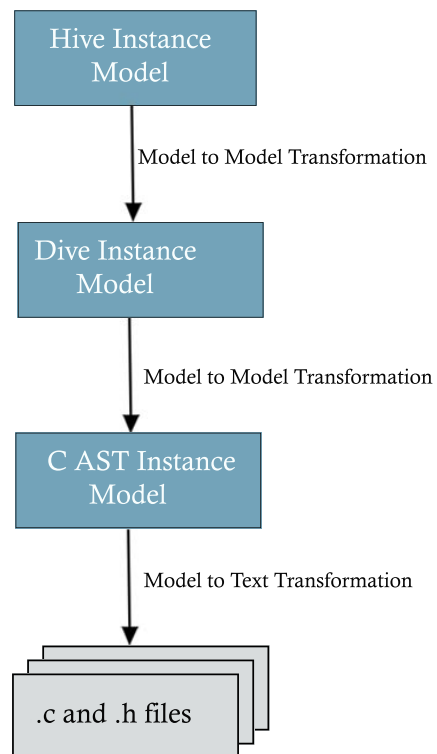 Hive Instance
Model
Model to Model Transformation
Dive Instance
Model
Model to Model Transformation
C AST Instance
Model
Model to Text Transformation
.c and .h files